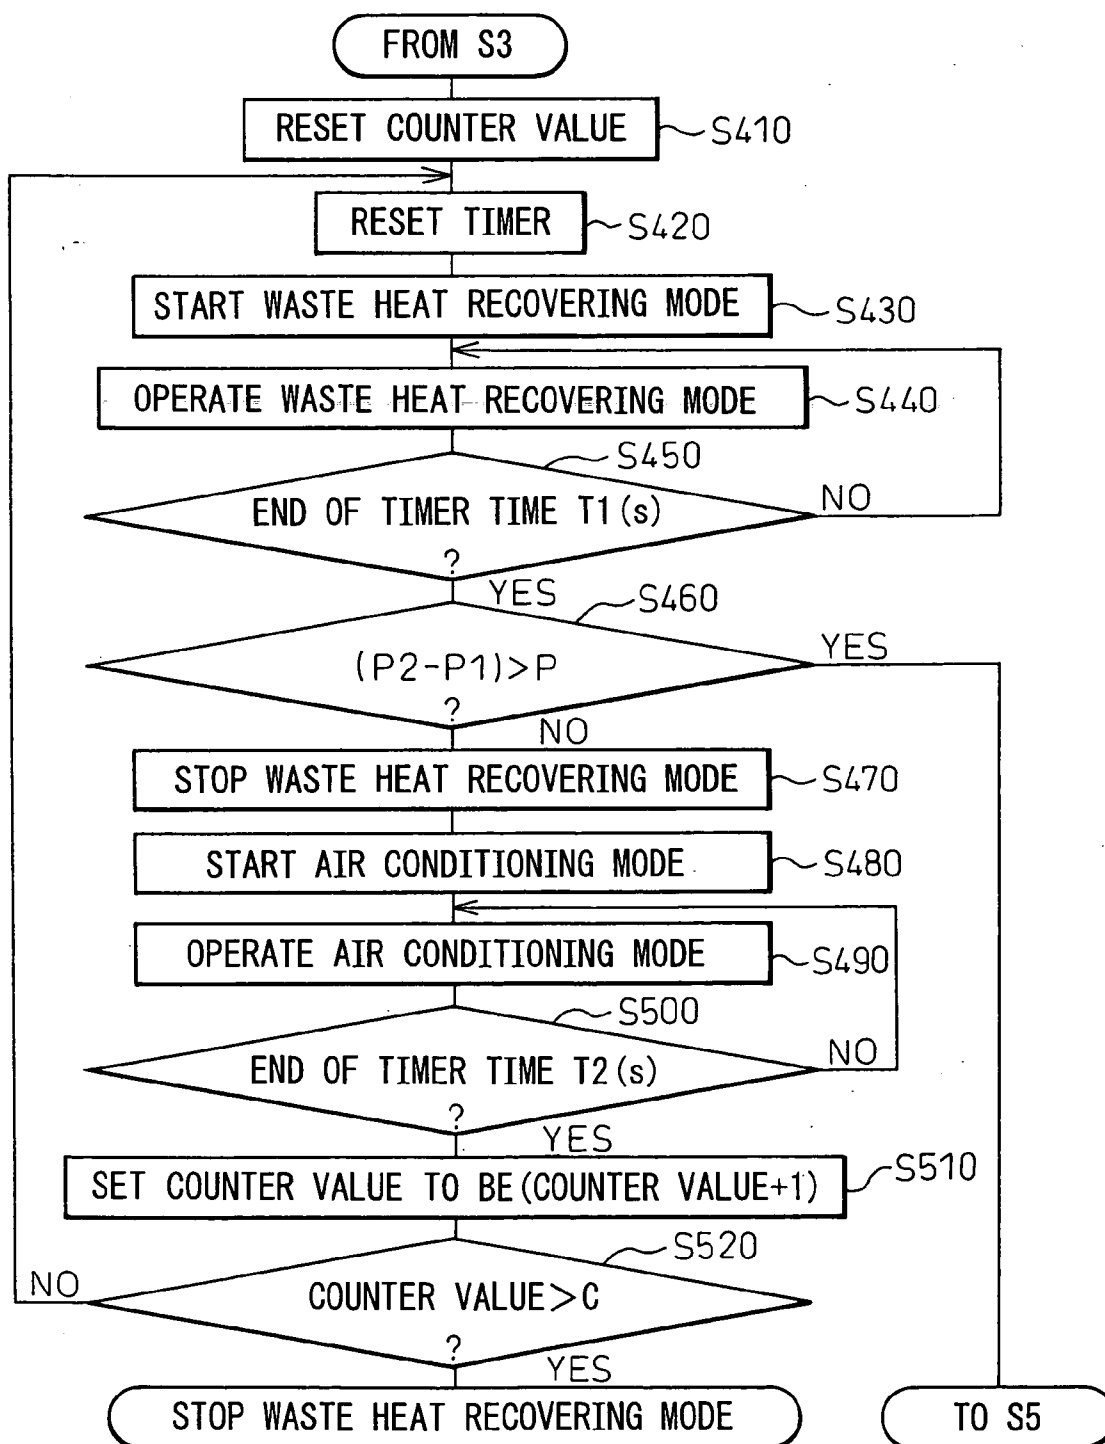 FROM S3
RESET COUNTER VALUE
S410
RESET TIMER
S420
START WASTE HEAT RECOVERING MODE
S430
OPERATE WASTE HEAT RECOVERING MODE
S440
S450
END OF TIMER TIME T1(s)
?
NO
YES
S460
(P2-P1)>P
?
YES
NO
STOP WASTE HEAT RECOVERING MODE
S470
START AIR CONDITIONING MODE
S480
OPERATE AIR CONDITIONING MODE
S490
S500
END OF TIMER TIME T2(s)
?
NO
YES
SET COUNTER VALUE TO BE(COUNTER VALUE+1)
S510
S520
COUNTER VALUE>C
?
NO
YES
STOP WASTE HEAT RECOVERING MODE
TO S5